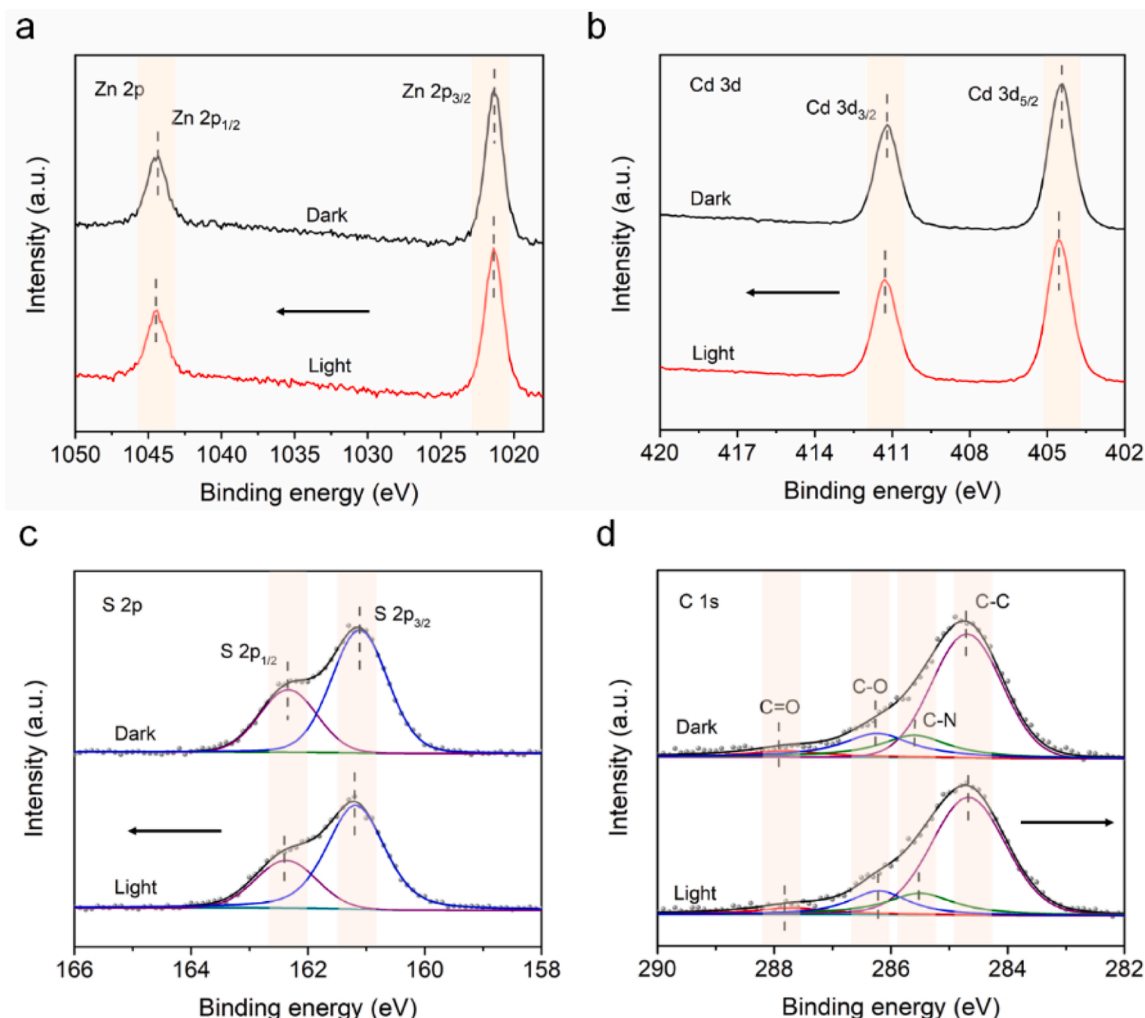 a
Zn 2p
Zn 2p1/2
Zn 2p3/2
Dark
Light
Intensity (a.u.)
1050 1045 1040 1035 1030 1025 1020
Binding energy (eV)
b
Cd 3d
Cd 3d3/2
Cd 3d5/2
Dark
Light
Intensity (a.u.)
420 417 414 411 408 405 402
Binding energy (eV)
c
S 2p
S 2p1/2
S 2p3/2
Dark
Light
Intensity (a.u.)
166 164 162 160 158
Binding energy (eV)
d
C 1s
C-C
C-O
C=O
C-N
Dark
Light
Intensity (a.u.)
290 288 286 284 282
Binding energy (eV)